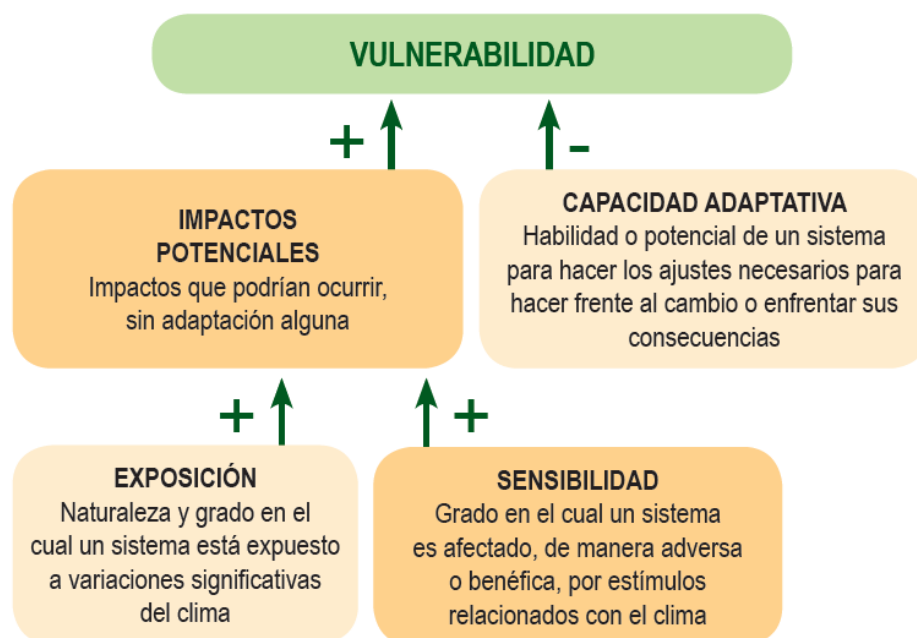 VULNERABILIDAD
+
-
IMPACTOS
POTENCIALES
Impactos que podrían ocurrir,
sin adaptación alguna
CAPACIDAD ADAPTATIVA
Habilidad o potencial de un sistema
para hacer los ajustes necesarios para
hacer frente al cambio o enfrentar sus
consecuencias
+
+
EXPOSICIÓN
Naturaleza y grado en el
cual un sistema está expuesto
a variaciones significativas
del clima
SENSIBILIDAD
Grado en el cual un sistema
es afectado, de manera adversa
o benéfica, por estímulos
relacionados con el clima